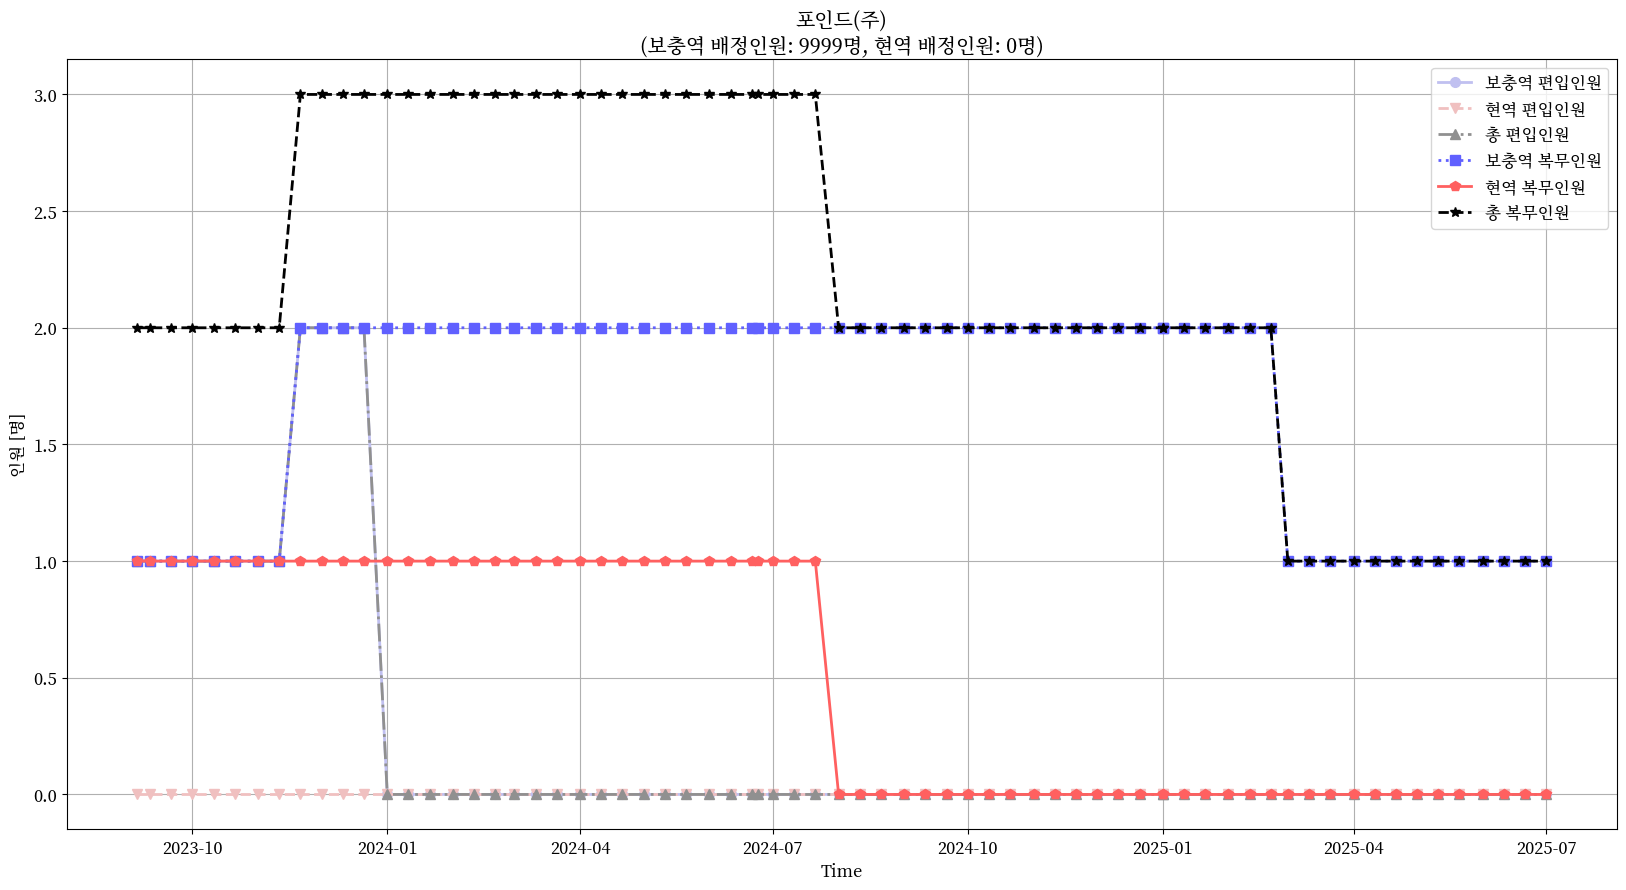 포인드(주)
(보충역 배정인원: 9999명, 현역 배정인원: 0명)
보충역 편입인원
현역 편입인원
총 편입인원
보충역 복무인원
현역 복무인원
총 복무인원
인원 [명]
3.0
2.5
2.0
1.5
1.0
0.5
0.0
2023-10
2024-01
2024-04
2024-07
2024-10
2025-01
2025-04
2025-07
Time